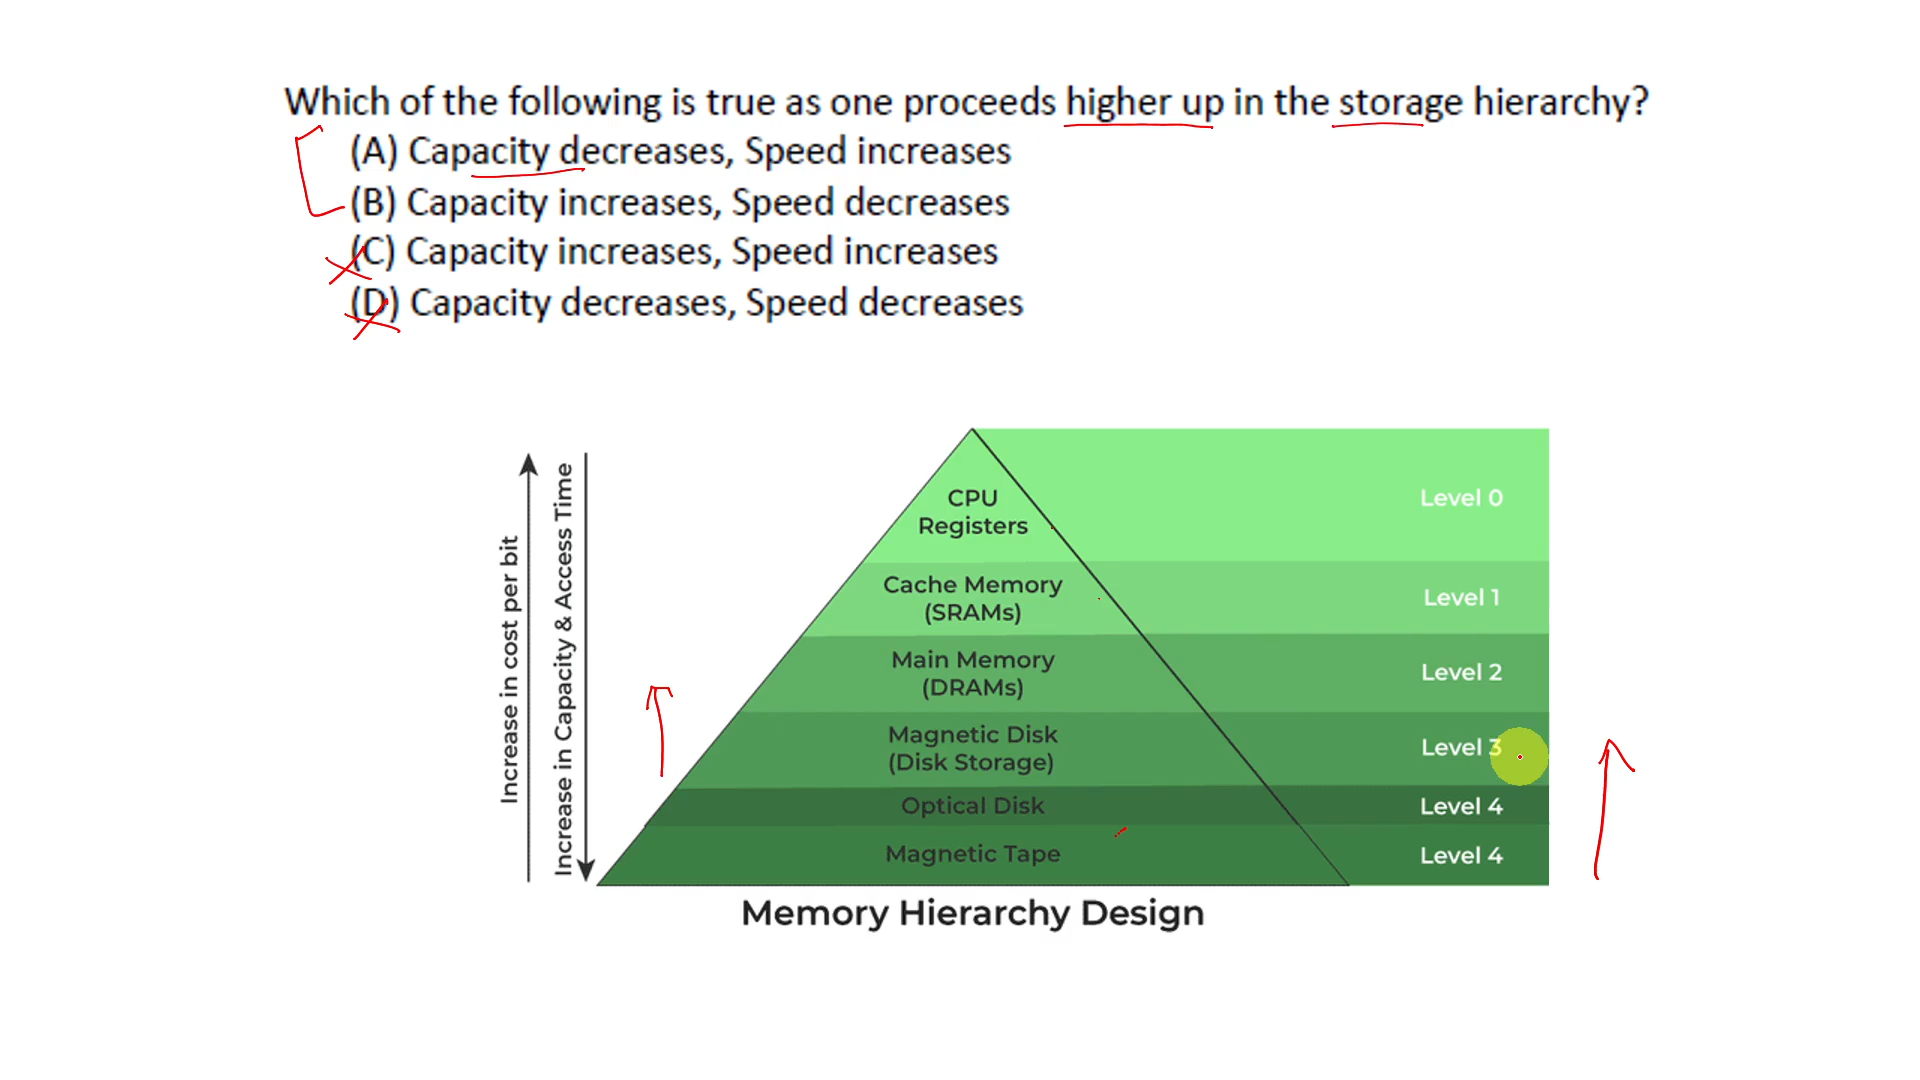 Which of the following is true as one proceeds higher up in the storage hierarchy?
(A) Capacity decreases, Speed increases
(B) Capacity increases, Speed decreases
(C) Capacity increases, Speed increases
(D) Capacity decreases, Speed decreases
Increase in cost per bit
Increase in Capacity & Access Time
CPU
Registers
Level 0
Cache Memory
(SRAMs)
Level 1
Main Memory
(DRAMs)
Level 2
Magnetic Disk
(Disk Storage)
Level 3
Optical Disk
Level 4
Magnetic Tape
Level 4
Memory Hierarchy Design